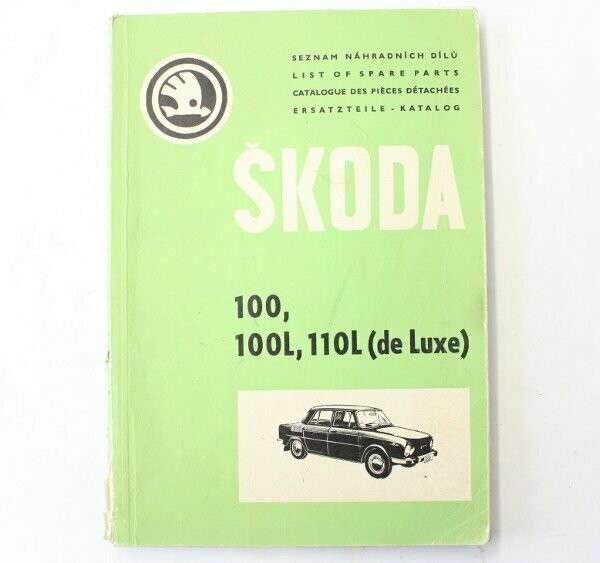 SEZNAM NÁHRADNÍCH DÍLŮ
LIST OF SPARE PARTS
CATALOGUE DES PIÈCES DÉTACHÉES
ERSATZTEILE - KATALOG
ŠKODA
100,
100L, 110L (de Luxe)